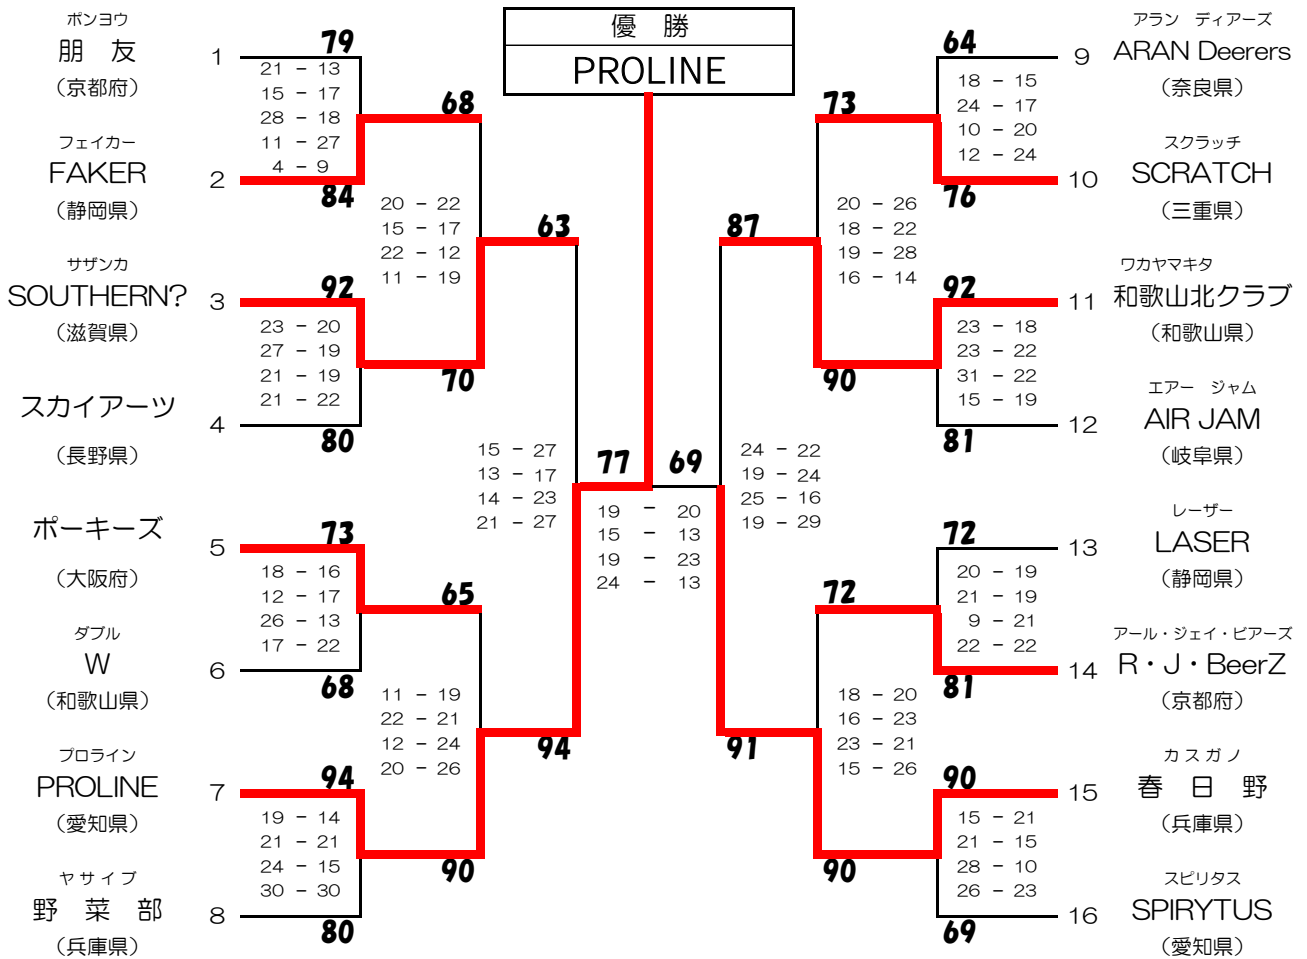 優 勝
PROLINE
ポンヨウ
朋 友
(京都府)
1
79
21 - 13
15 - 17
28 - 18
11 - 27
4 - 9
フェイカー
FAKER
(静岡県)
2
84
68
20 - 22
15 - 17
22 - 12
11 - 19
サザンカ
SOUTHERN?
(滋賀県)
3
92
23 - 20
27 - 19
21 - 19
21 - 22
スカイアーツ
(長野県)
4
80
70
63
15 - 27
13 - 17
14 - 23
21 - 27
ポーキーズ
(大阪府)
5
73
18 - 16
12 - 17
26 - 13
17 - 22
ダブル
W
(和歌山県)
6
68
65
11 - 19
22 - 21
12 - 24
20 - 26
プロライン
PROLINE
(愛知県)
7
94
19 - 14
21 - 21
24 - 15
30 - 30
ヤサイブ
野 菜 部
(兵庫県)
8
80
90
94
77
69
19 - 20
15 - 13
19 - 23
24 - 13
アラン ディアーズ
ARAN Deerers
(奈良県)
9
64
18 - 15
24 - 17
10 - 20
12 - 24
スクラッチ
SCRATCH
(三重県)
10
76
73
20 - 26
18 - 22
19 - 28
16 - 14
ワカヤマキタ
和歌山北クラブ
(和歌山県)
11
92
23 - 18
23 - 22
31 - 22
15 - 19
エアー ジャム
AIR JAM
(岐阜県)
12
81
90
87
24 - 22
19 - 24
25 - 16
19 - 29
レーザー
LASER
(静岡県)
13
72
20 - 19
21 - 19
9 - 21
22 - 22
アール・ジェイ・ビアーズ
R・J・BeerZ
(京都府)
14
81
72
18 - 20
16 - 23
23 - 21
15 - 26
カスガノ
春 日 野
(兵庫県)
15
90
15 - 21
21 - 15
28 - 10
26 - 23
スピリタス
SPIRYTUS
(愛知県)
16
69
90
91